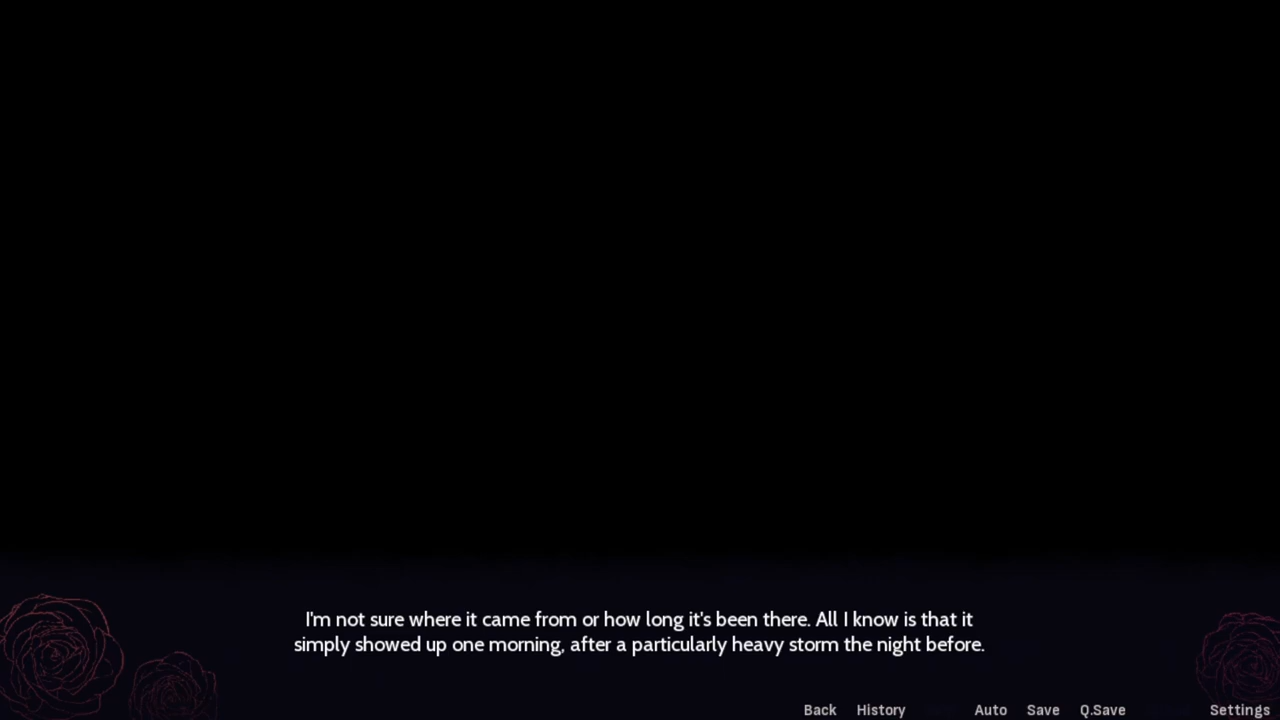 I'm not sure where it came from or how long it's been there. All I know is that it
simply showed up one morning, after a particularly heavy storm the night before.
Back History Auto Save Q.Save Settings